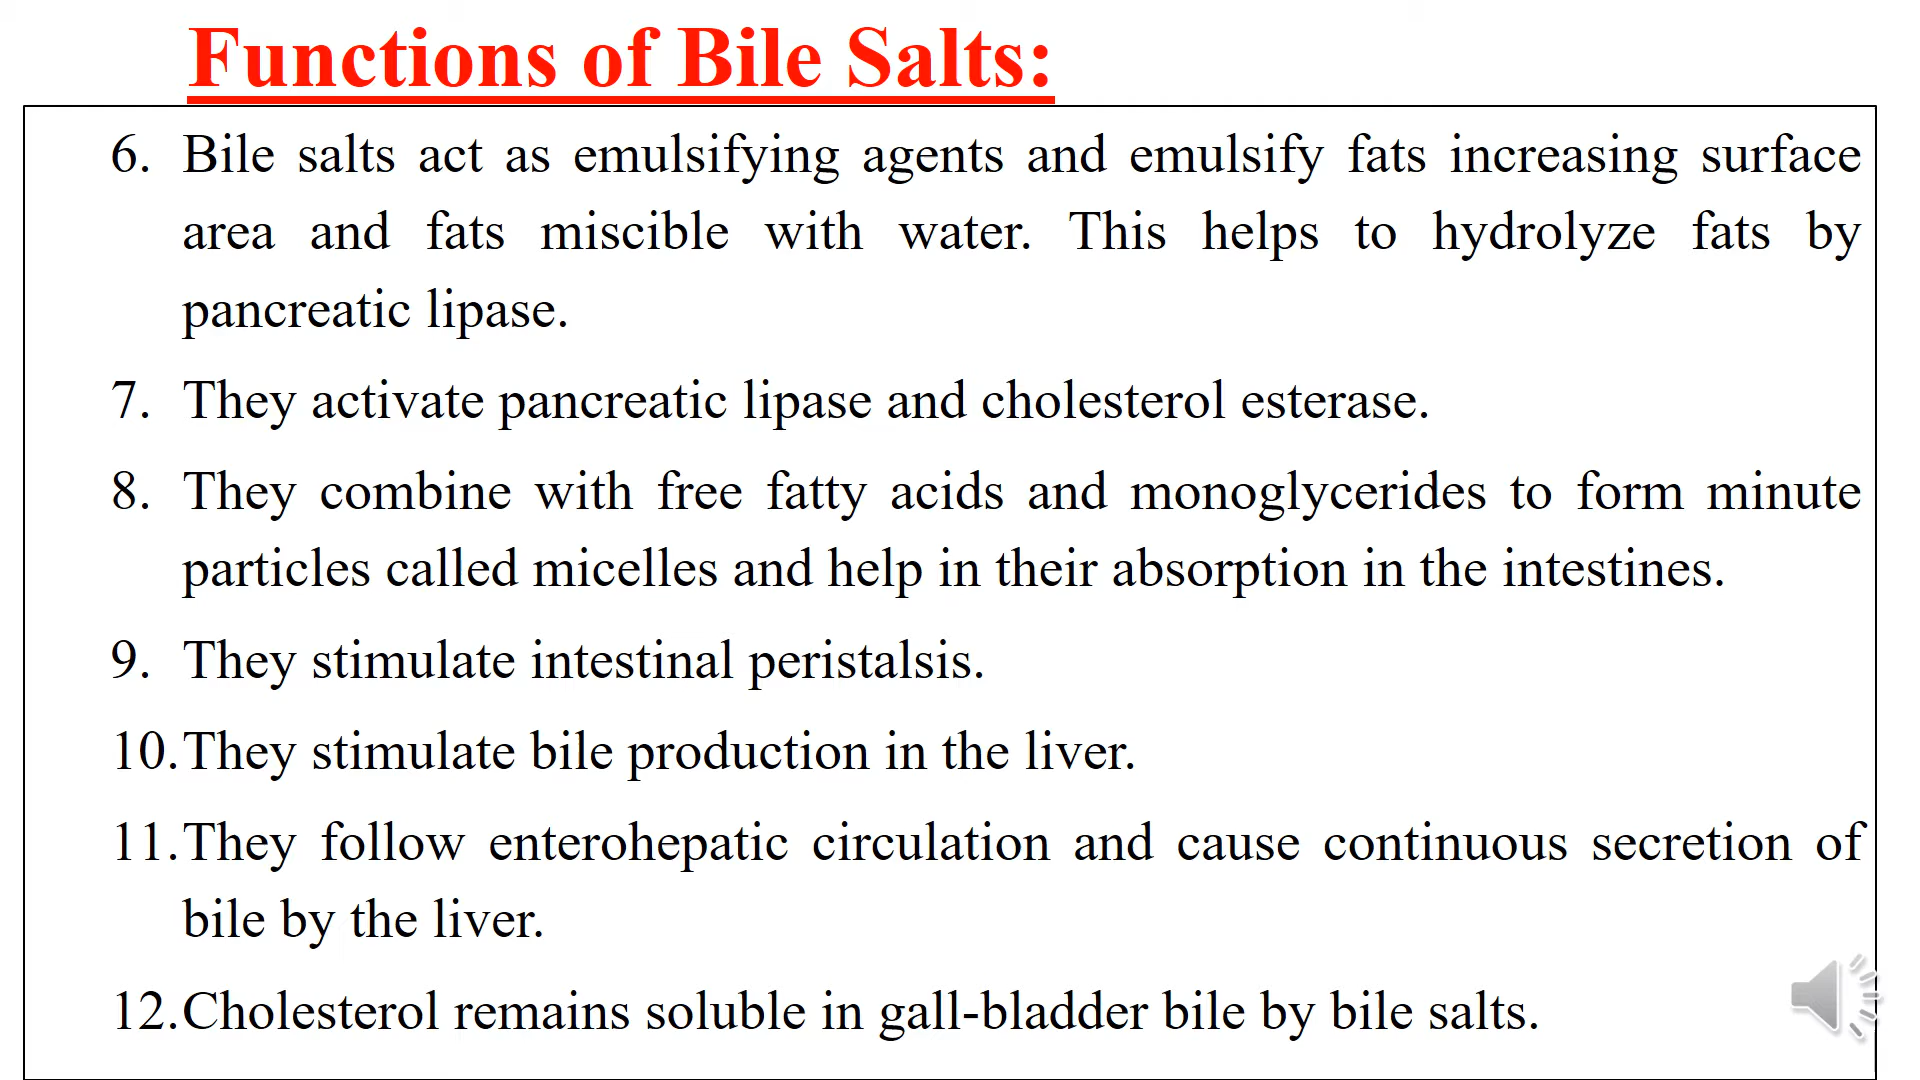 Functions of Bile Salts:
6. Bile salts act as emulsifying agents and emulsify fats increasing surface
area and fats miscible with water. This helps to hydrolyze fats by
pancreatic lipase.
7. They activate pancreatic lipase and cholesterol esterase.
8. They combine with free fatty acids and monoglycerides to form minute
particles called micelles and help in their absorption in the intestines.
9. They stimulate intestinal peristalsis.
10. They stimulate bile production in the liver.
11. They follow enterohepatic circulation and cause continuous secretion of
bile by the liver.
12. Cholesterol remains soluble in gall-bladder bile by bile salts.